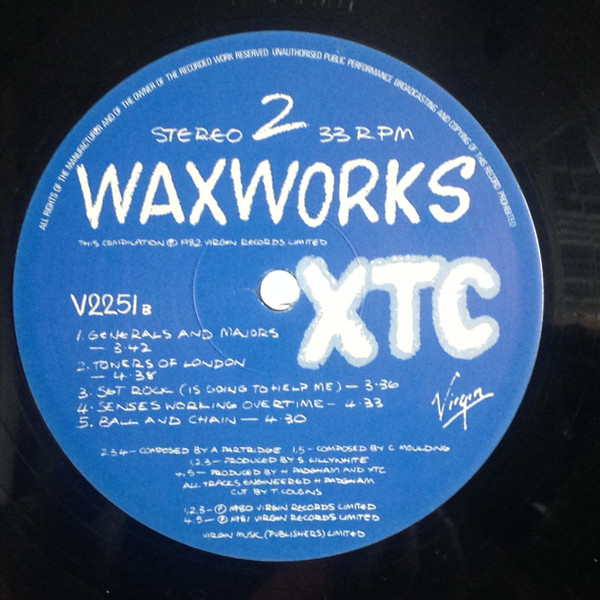 ALL RIGHTS OF THE MANUFACTURER AND OF THE OWNER OF THE RECORDED WORK RESERVED UNAUTHORISED PUBLIC PERFORMANCE BROADCASTING AND COPYING OF THIS RECORD PROHIBITED
STEREO 2 33 RPM
WAXWORKS
THIS COMPILATION Ⓟ 1982 VIRGIN RECORDS LIMITED
XTC
V2251 B
1. GENERALS AND MAJORS
— 3·42
2. TOWERS OF LONDON
— 4·38
3. SGT ROCK (IS GOING TO HELP ME) — 3·36
4. SENSES WORKING OVERTIME — 4·33
5. BALL AND CHAIN — 4·30
Virgin
2.3.4 — COMPOSED BY A PARTRIDGE 1.5 — COMPOSED BY C MOULDING
1.2.3 — PRODUCED BY S. LILLYWHITE
4.5 — PRODUCED BY H PADGHAM AND XTC
ALL TRACKS ENGINEERED H PADGHAM
CUT BY T. COUSINS
1.2.3 — Ⓟ 1980 VIRGIN RECORDS LIMITED
4.5 — Ⓟ 1981 VIRGIN RECORDS LIMITED
VIRGIN MUSIC (PUBLISHERS) LIMITED